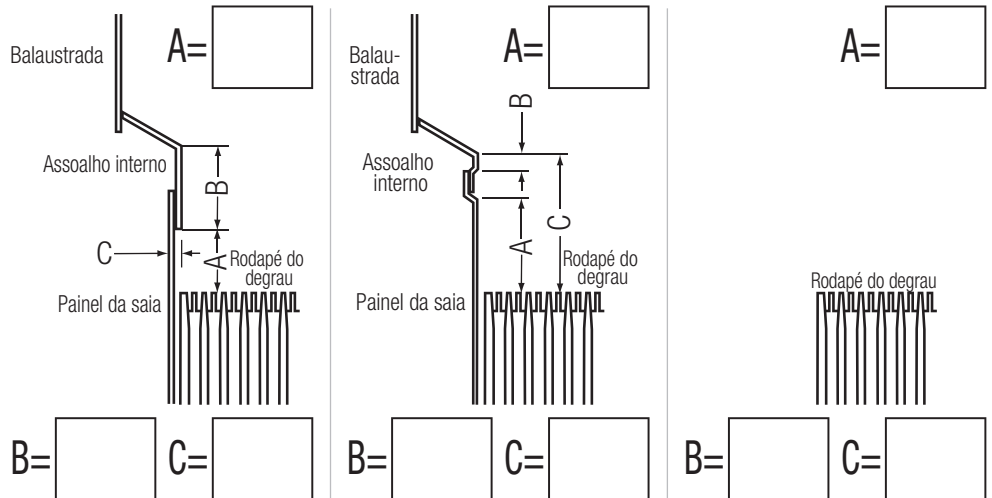 A=
Balaustrada
Assoalho interno
B
C
A
Rodapé do
degrau
Painel da saia
B=
C=
A=
Balau-
strada
B
Assoalho
interno
C
A
Rodapé do
degrau
Painel da saia
B=
C=
A=
Rodapé do degrau
B=
C=